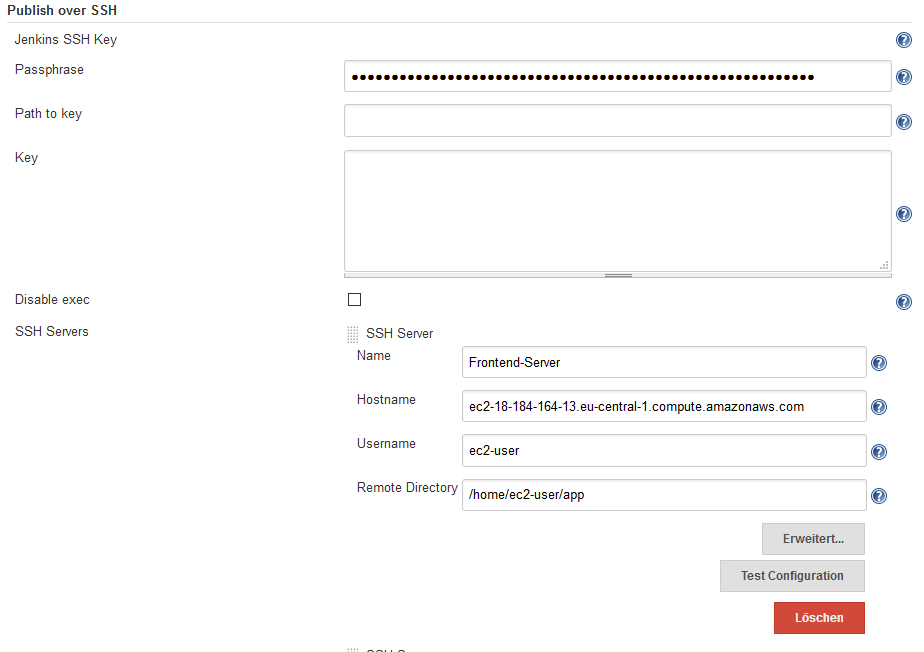 Publish over SSH
Jenkins SSH Key
Passphrase
Path to key
Key
Disable exec
SSH Servers
SSH Server
Name Frontend-Server
Hostname ec2-18-184-164-13.eu-central-1.compute.amazonaws.com
Username ec2-user
Remote Directory /home/ec2-user/app
Erweitert...
Test Configuration
Löschen